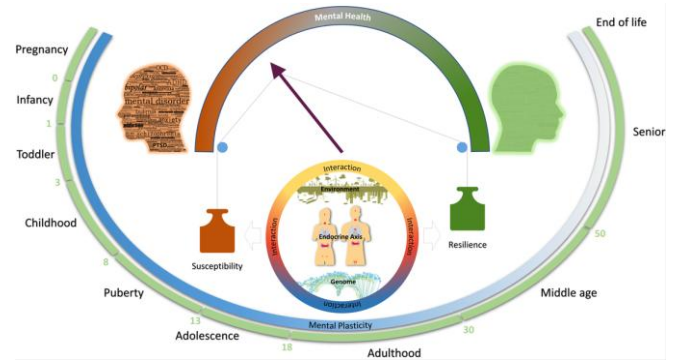 Mental Health
End of life
Pregnancy
0
OCD
bipolar
mental disorder
PTSD
Infancy
1
Senior
Toddler
3
Interaction
Environment
Childhood
Interaction
Endocrine Axis
Interaction
Resilience
50
8
Susceptibility
Genome
Interaction
Puberty
Middle age
13
Mental Plasticity
30
Adolescence
18
Adulthood